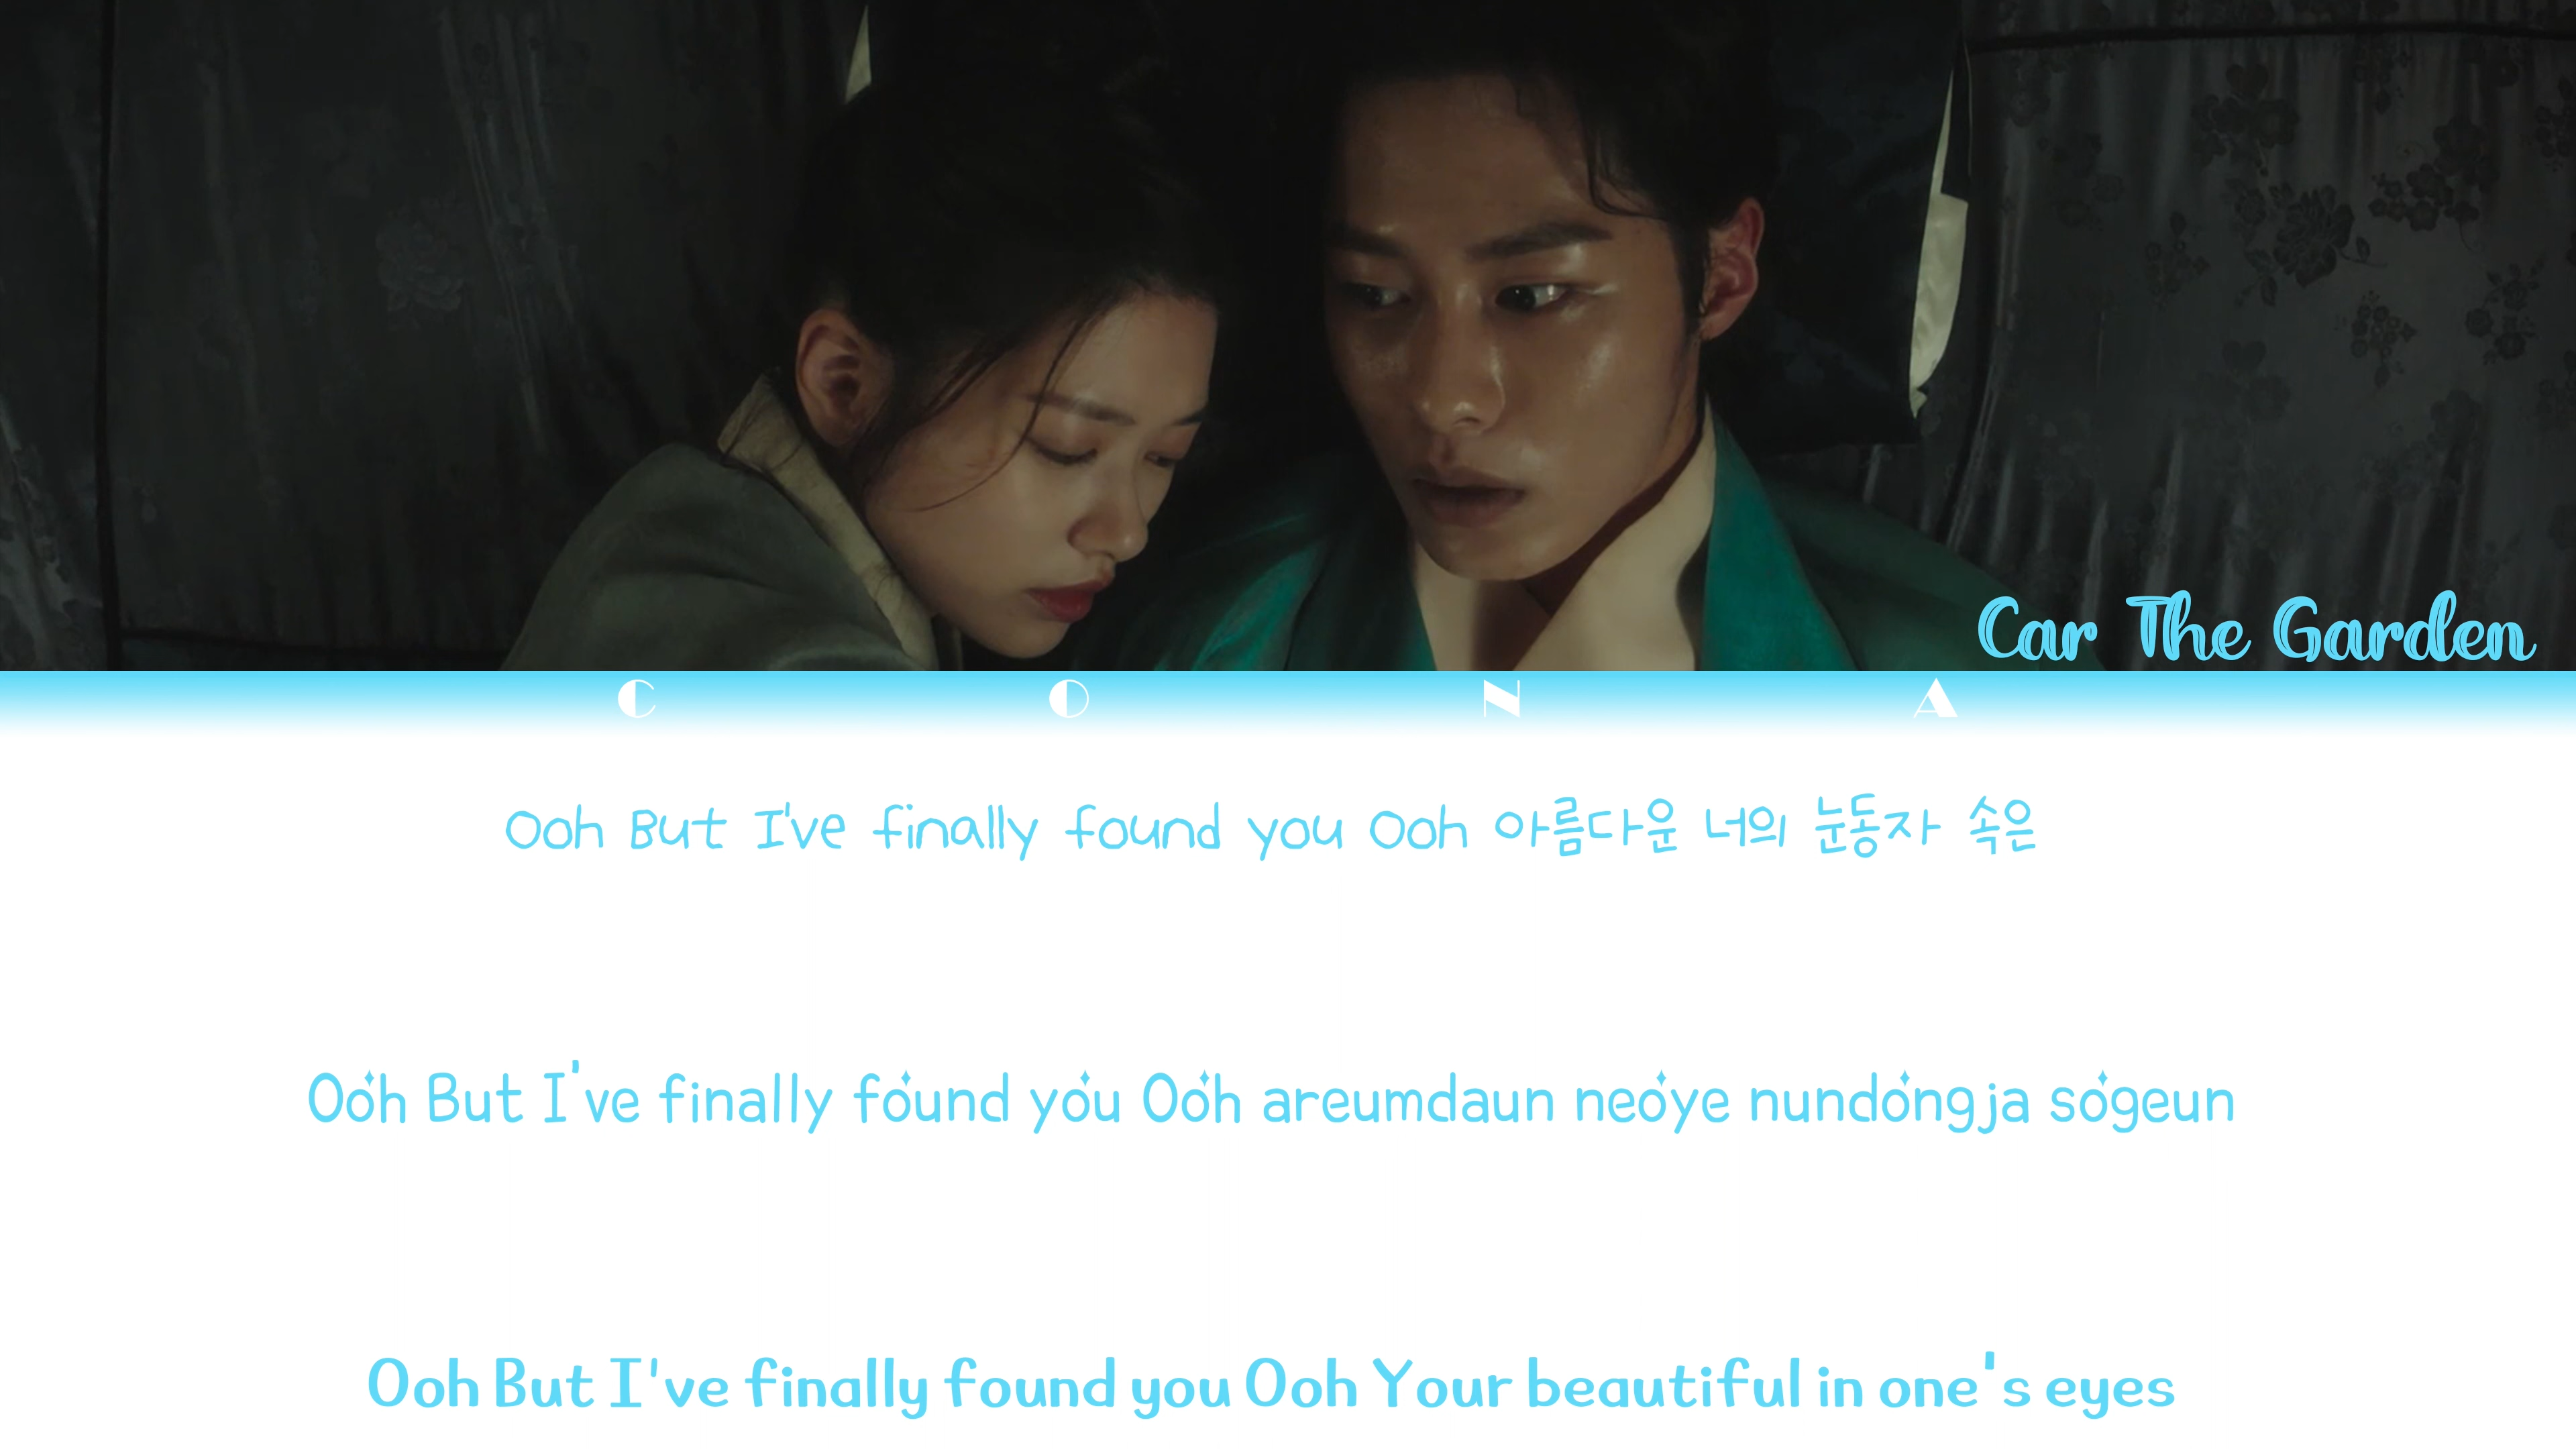 Car The Garden
C O N A
Ooh But I've finally found you Ooh 아름다운 너의 눈동자 속은
Ooh But I've finally found you Ooh areumdaun neoye nundongja sogeun
Ooh But I've finally found you Ooh Your beautiful in one's eyes